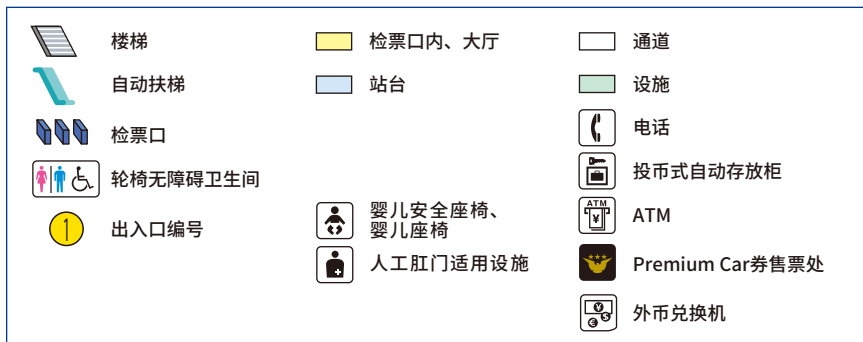 楼梯
自动扶梯
检票口
轮椅无障碍卫生间
1
出入口编号
检票口内、大厅
站台
婴儿安全座椅、
婴儿座椅
人工肛门适用设施
通道
设施
电话
投币式自动存放柜
ATM
¥
ATM
Premium Car券售票处
¥
€ $
外币兑换机